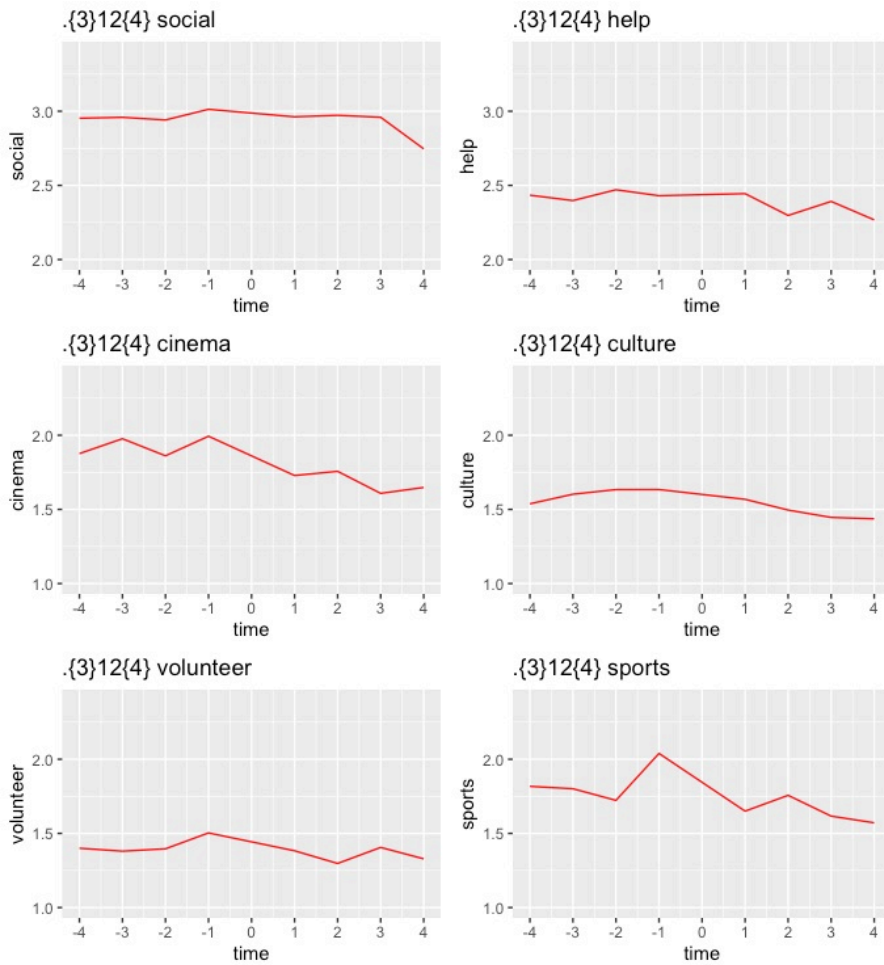 .{3}12{4} social
social
3.0
2.5
2.0
-4 -3 -2 -1 0 1 2 3 4
time
.{3}12{4} help
help
3.0
2.5
2.0
-4 -3 -2 -1 0 1 2 3 4
time
.{3}12{4} cinema
cinema
2.0
1.5
1.0
-4 -3 -2 -1 0 1 2 3 4
time
.{3}12{4} culture
culture
2.0
1.5
1.0
-4 -3 -2 -1 0 1 2 3 4
time
.{3}12{4} volunteer
volunteer
2.0
1.5
1.0
-4 -3 -2 -1 0 1 2 3 4
time
.{3}12{4} sports
sports
2.0
1.5
1.0
-4 -3 -2 -1 0 1 2 3 4
time